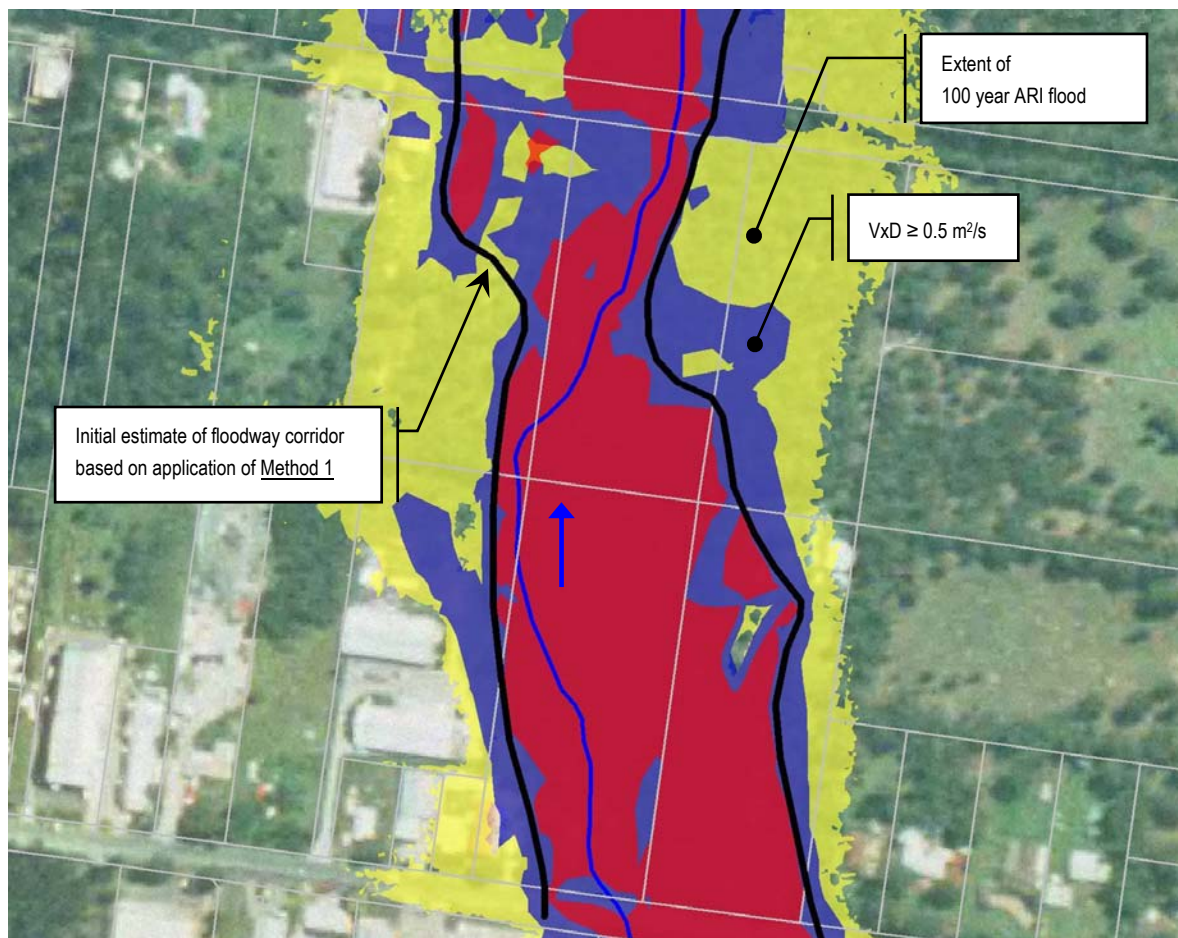 Extent of
100 year ARI flood
VxD ≥ 0.5 m²/s
Initial estimate of floodway corridor
based on application of Method 1